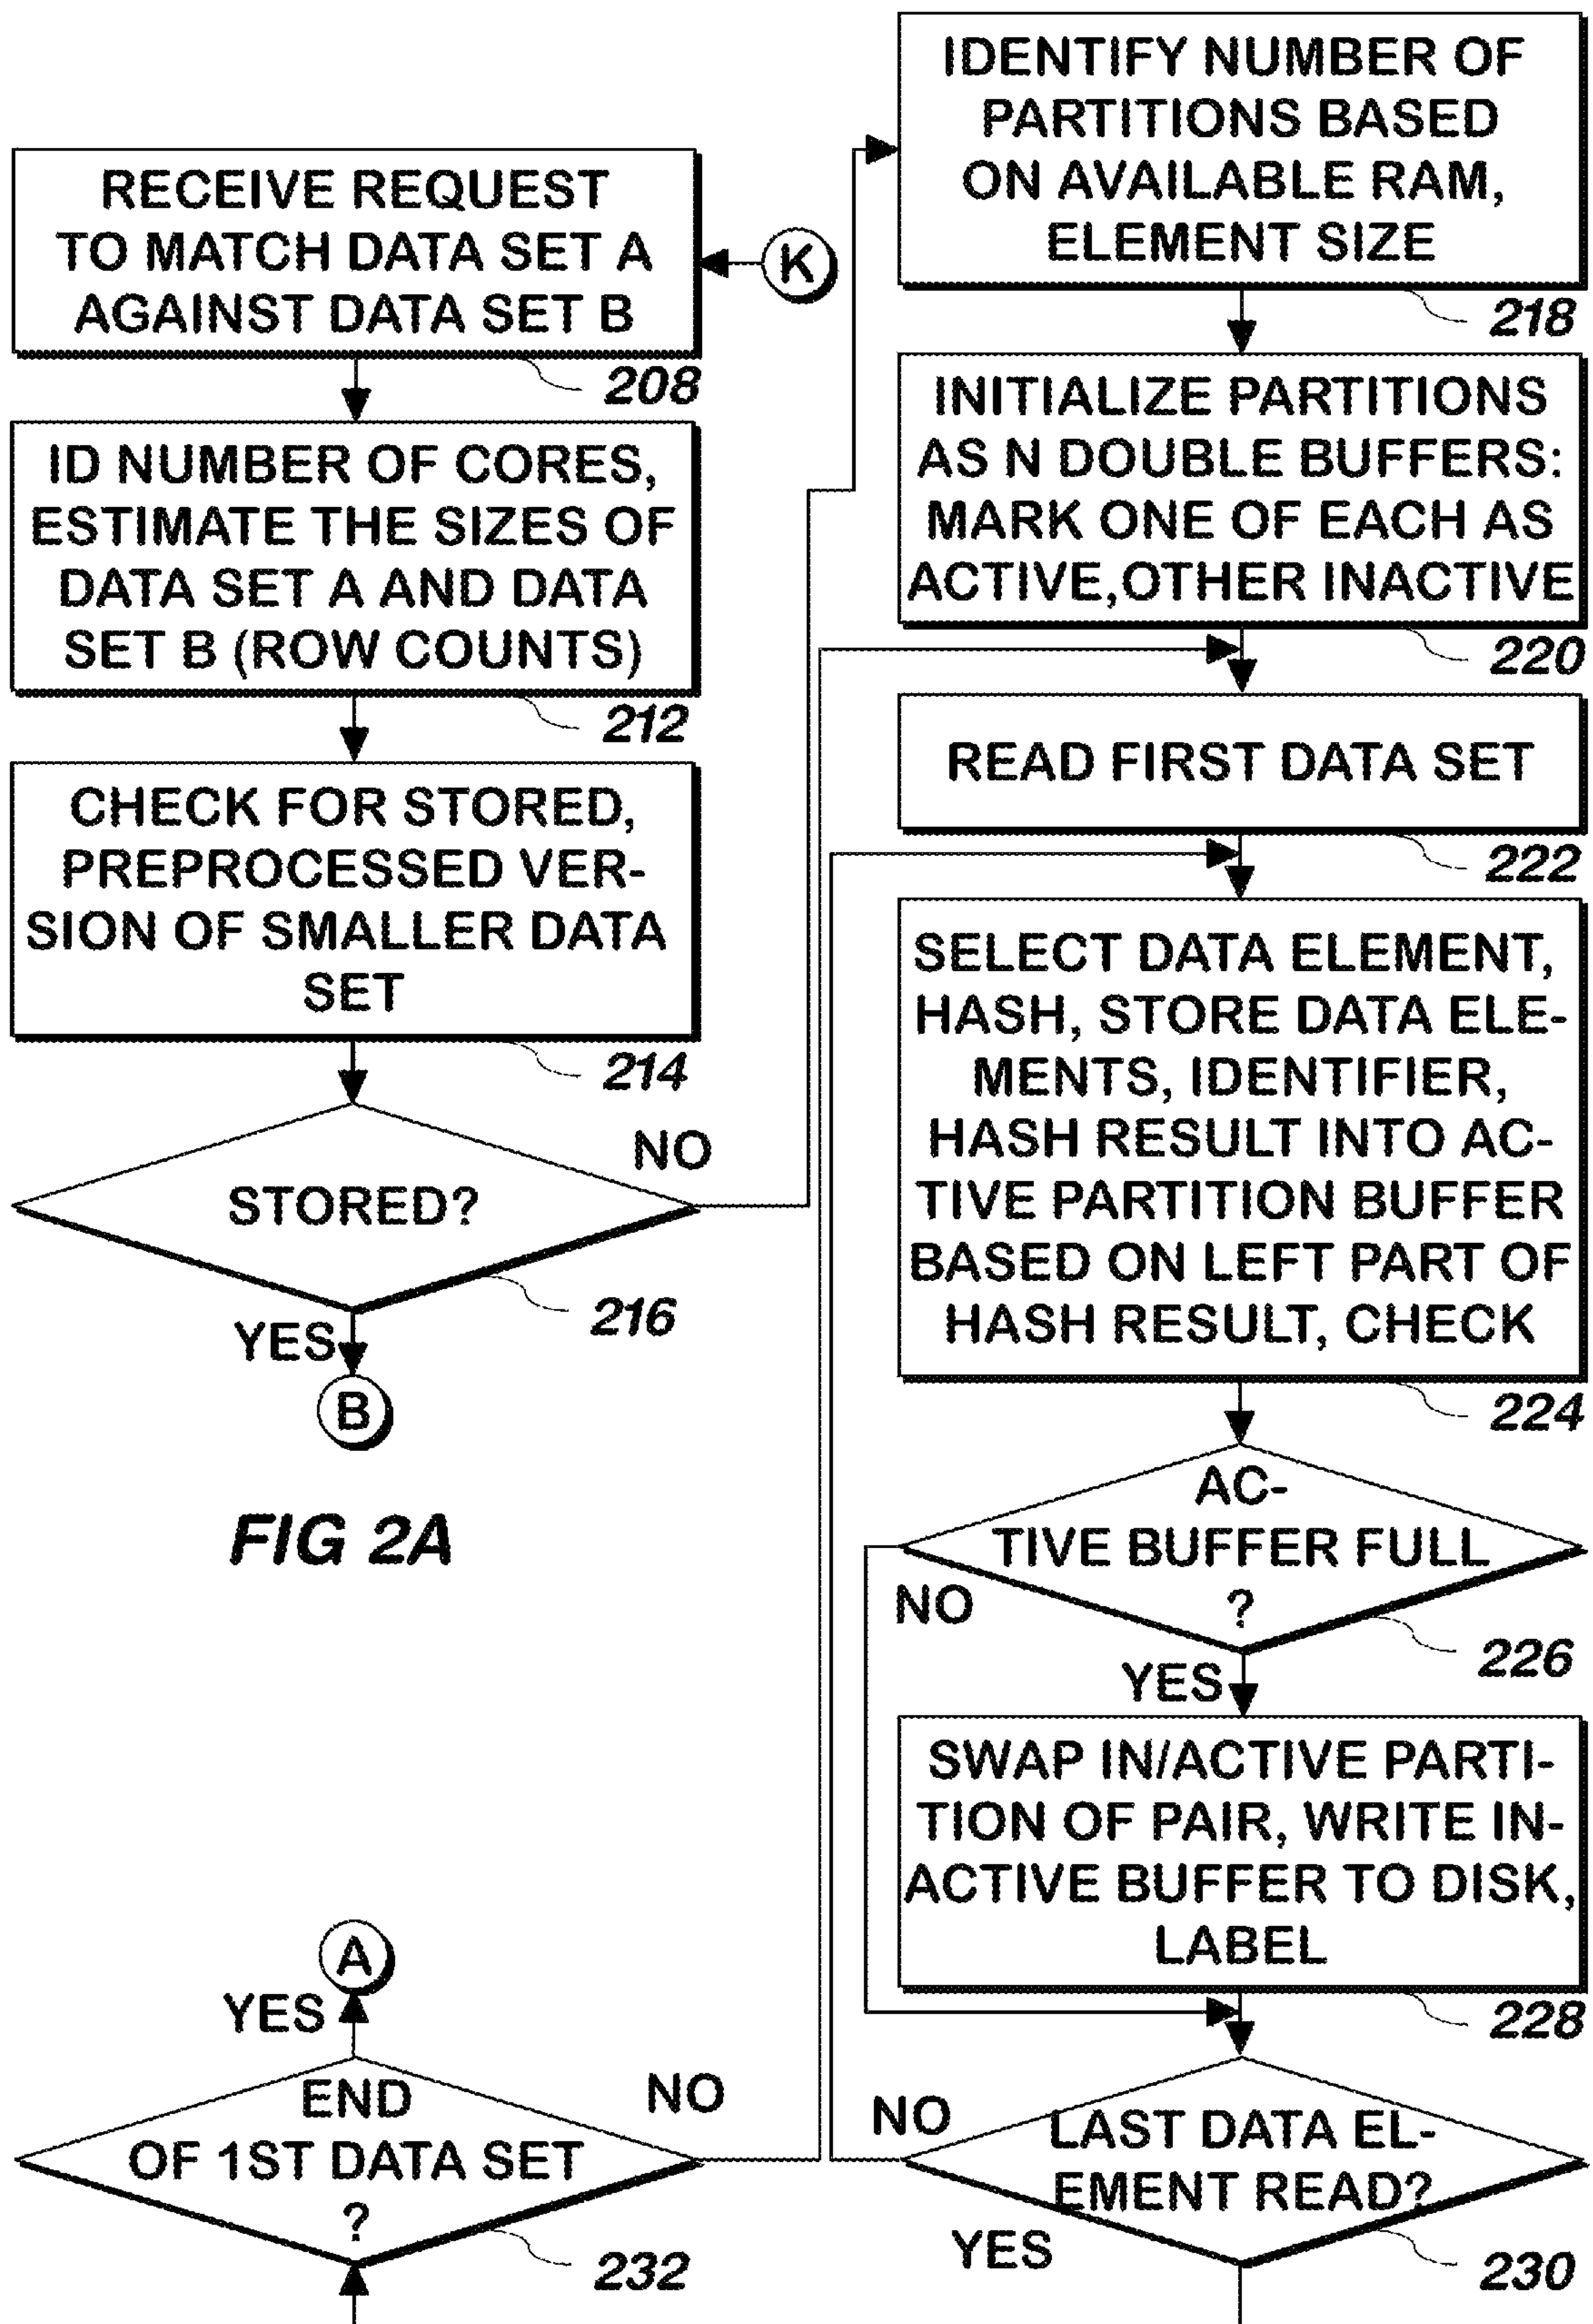 RECEIVE REQUEST
TO MATCH DATA SET A
AGAINST DATA SET B
K
208
ID NUMBER OF CORES,
ESTIMATE THE SIZES OF
DATA SET A AND DATA
SET B (ROW COUNTS)
212
CHECK FOR STORED,
PREPROCESSED VER-
SION OF SMALLER DATA
SET
214
STORED?
NO
216
YES
B
FIG 2A
IDENTIFY NUMBER OF
PARTITIONS BASED
ON AVAILABLE RAM,
ELEMENT SIZE
218
INITIALIZE PARTITIONS
AS N DOUBLE BUFFERS:
MARK ONE OF EACH AS
ACTIVE,OTHER INACTIVE
220
READ FIRST DATA SET
222
SELECT DATA ELEMENT,
HASH, STORE DATA ELE-
MENTS, IDENTIFIER,
HASH RESULT INTO AC-
TIVE PARTITION BUFFER
BASED ON LEFT PART OF
HASH RESULT, CHECK
224
AC-
TIVE BUFFER FULL
?
NO
226
YES
SWAP IN/ACTIVE PARTI-
TION OF PAIR, WRITE IN-
ACTIVE BUFFER TO DISK,
LABEL
228
NO
LAST DATA EL-
EMENT READ?
YES
230
A
YES
END
OF 1ST DATA SET
?
NO
232